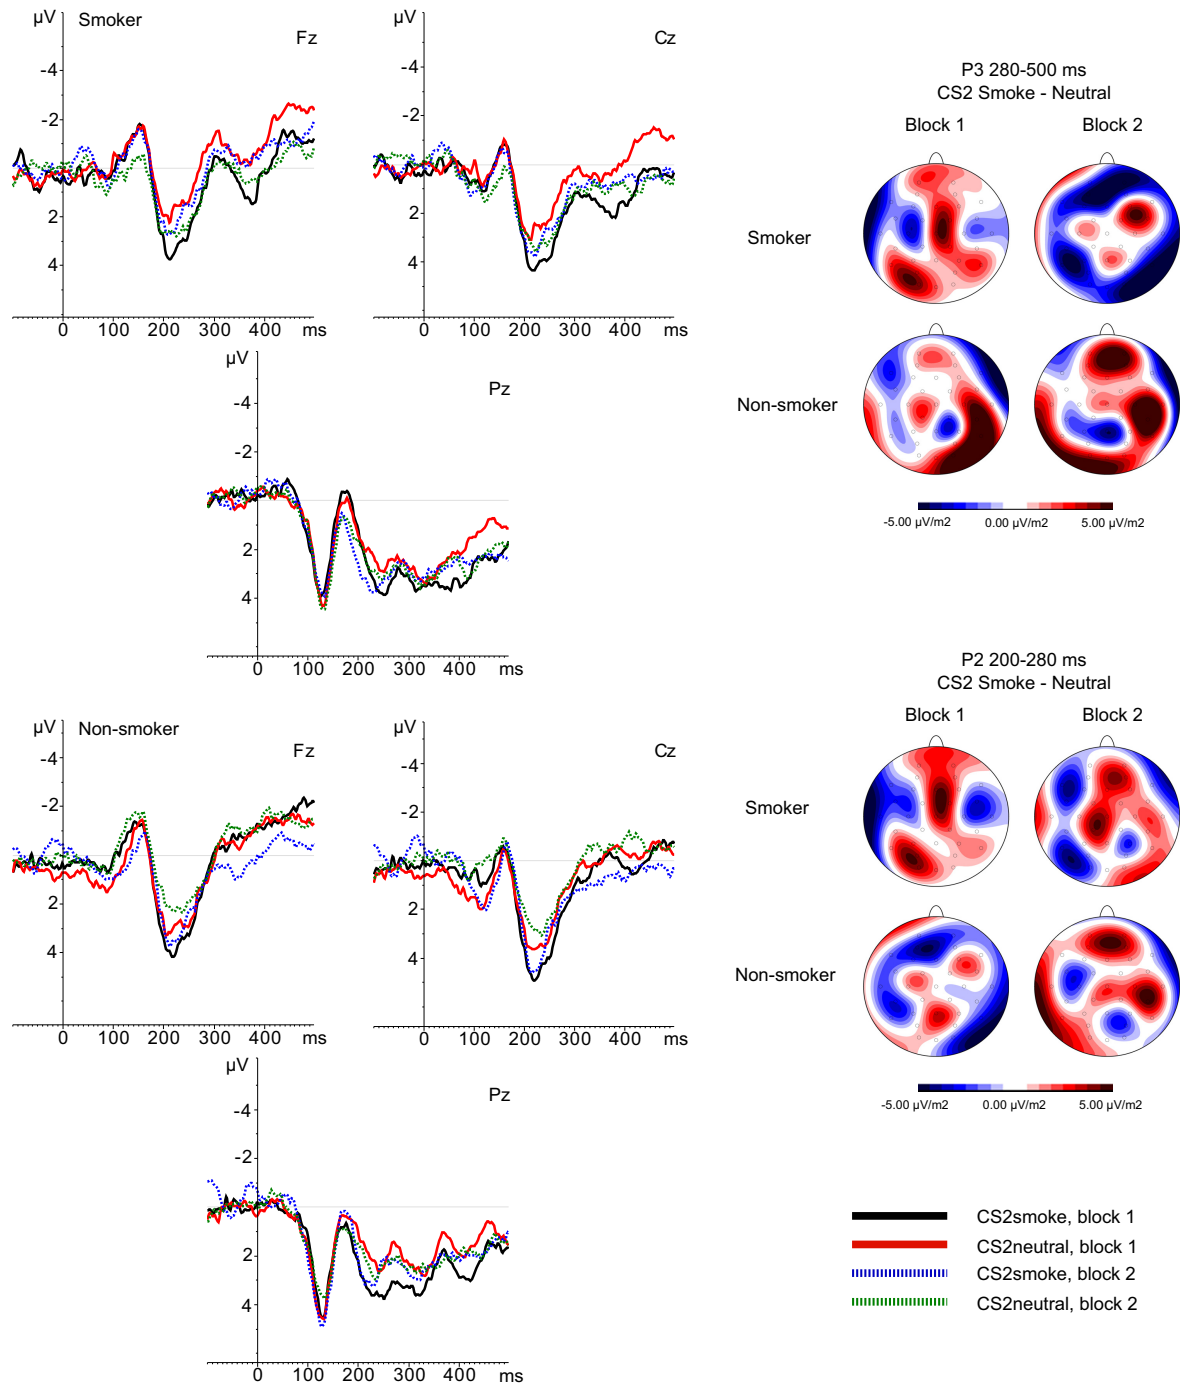 µV
Smoker
Fz
-4
-2
2
4
0 100 200 300 400 ms
µV
Cz
-4
-2
2
4
0 100 200 300 400 ms
µV
Pz
-4
-2
2
4
0 100 200 300 400 ms
P3 280-500 ms
CS2 Smoke - Neutral
Block 1 Block 2
Smoker
Non-smoker
-5.00 µV/m2 0.00 µV/m2 5.00 µV/m2
µV
Non-smoker
Fz
-4
-2
2
4
0 100 200 300 400 ms
µV
Cz
-4
-2
2
4
0 100 200 300 400 ms
µV
Pz
-4
-2
2
4
0 100 200 300 400 ms
P2 200-280 ms
CS2 Smoke - Neutral
Block 1 Block 2
Smoker
Non-smoker
-5.00 µV/m2 0.00 µV/m2 5.00 µV/m2
CS2smoke, block 1
CS2neutral, block 1
CS2smoke, block 2
CS2neutral, block 2